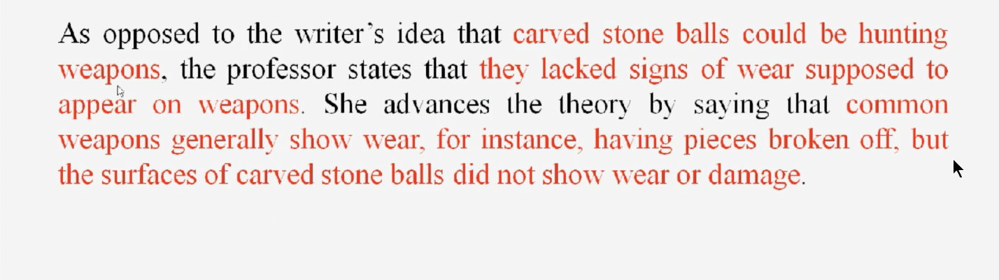 As opposed to the writer’s idea that carved stone balls could be hunting
weapons, the professor states that they lacked signs of wear supposed to
appear on weapons. She advances the theory by saying that common
weapons generally show wear, for instance, having pieces broken off, but
the surfaces of carved stone balls did not show wear or damage.